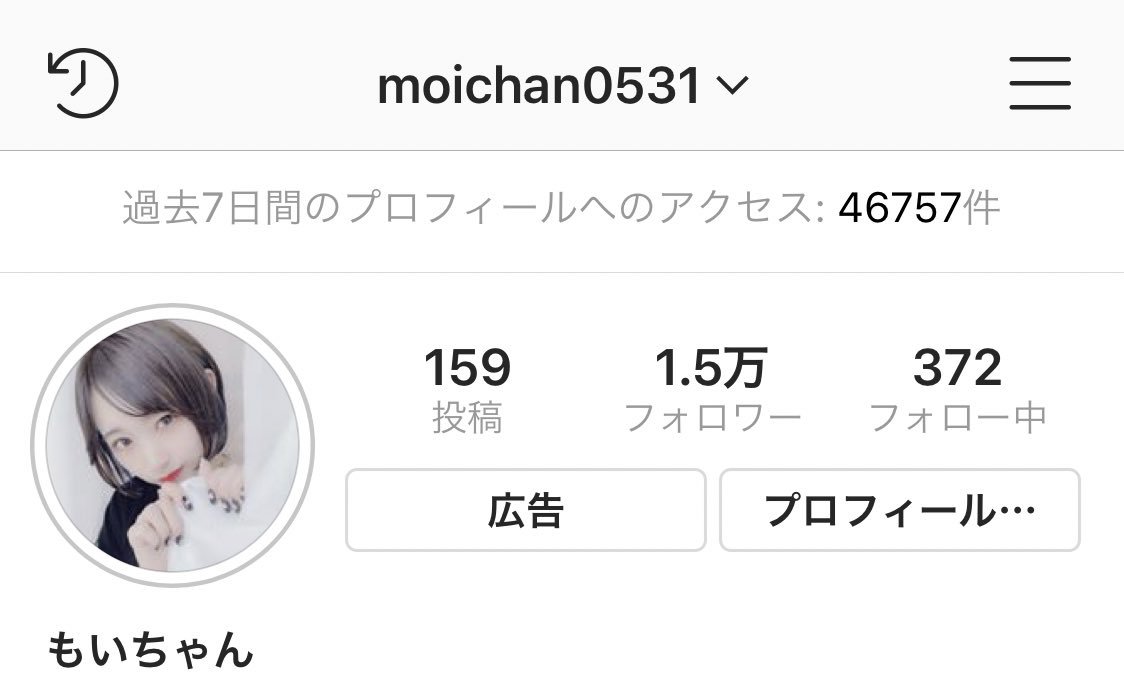 moichan0531
過去7日間のプロフィールへのアクセス: 46757件
159 1.5万 372
投稿 フォロワー フォロー中
広告 プロフィール…
もいちゃん